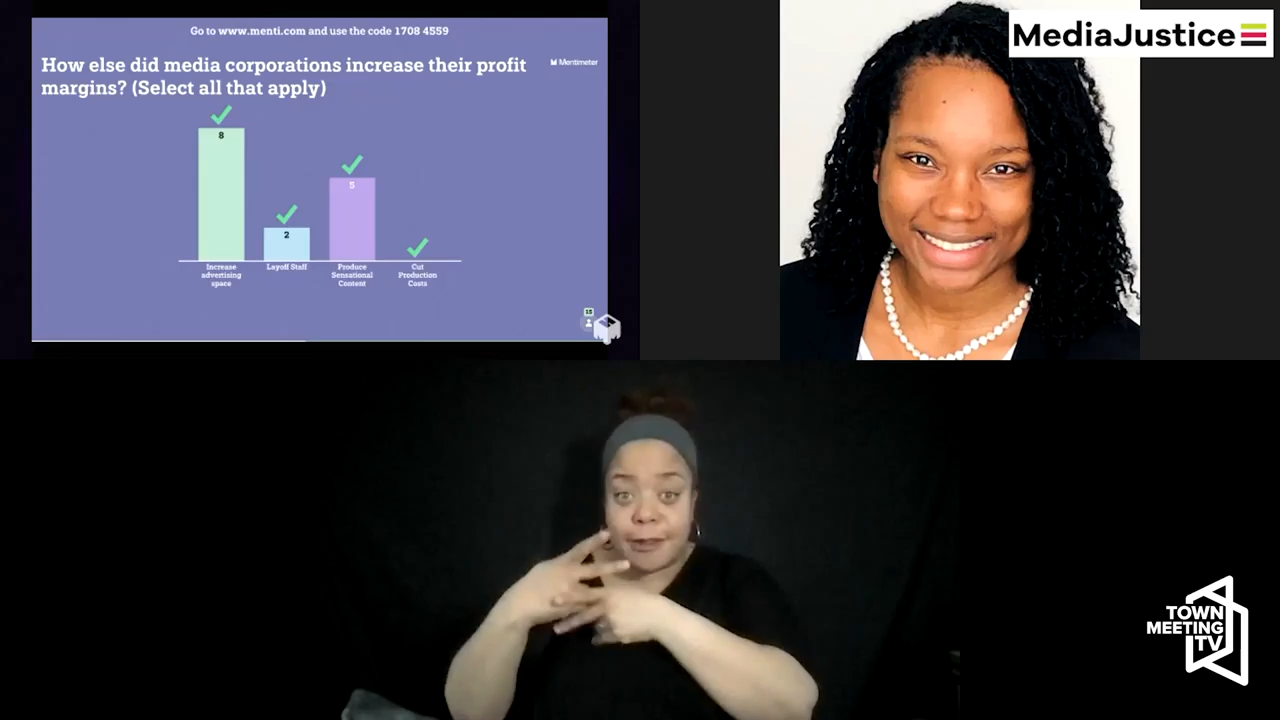 Go to www.menti.com and use the code 1708 4559
How else did media corporations increase their profit
margins? (Select all that apply)
Mentimeter
8
2
5
Increase
advertising
space
Layoff Staff
Produce
Sensational
Content
Cut
Production
Costs
15
MediaJustice
TOWN
MEETING
TV